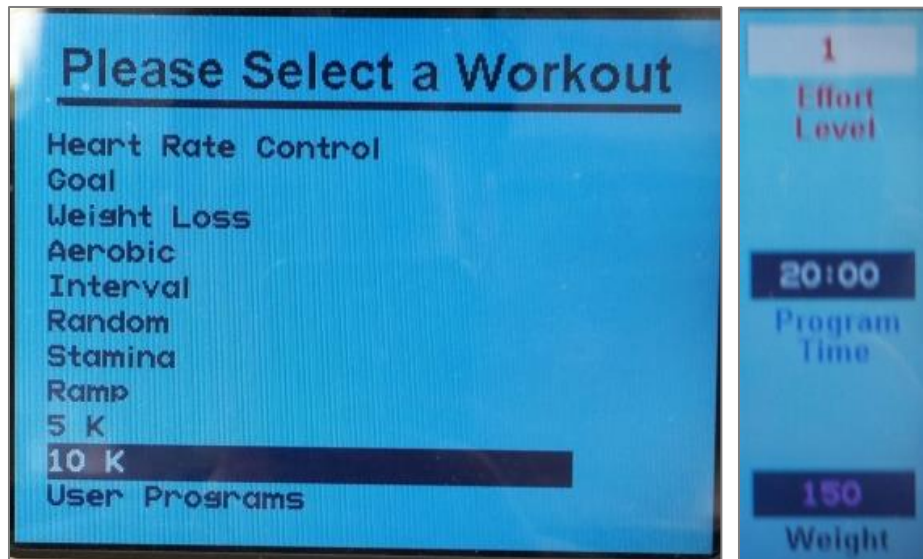 Please Select a Workout
Heart Rate Control
Goal
Weight Loss
Aerobic
Interval
Random
Stamina
Ramp
5 K
10 K
User Programs
1
Effort
Level
20:00
Program
Time
150
Weight